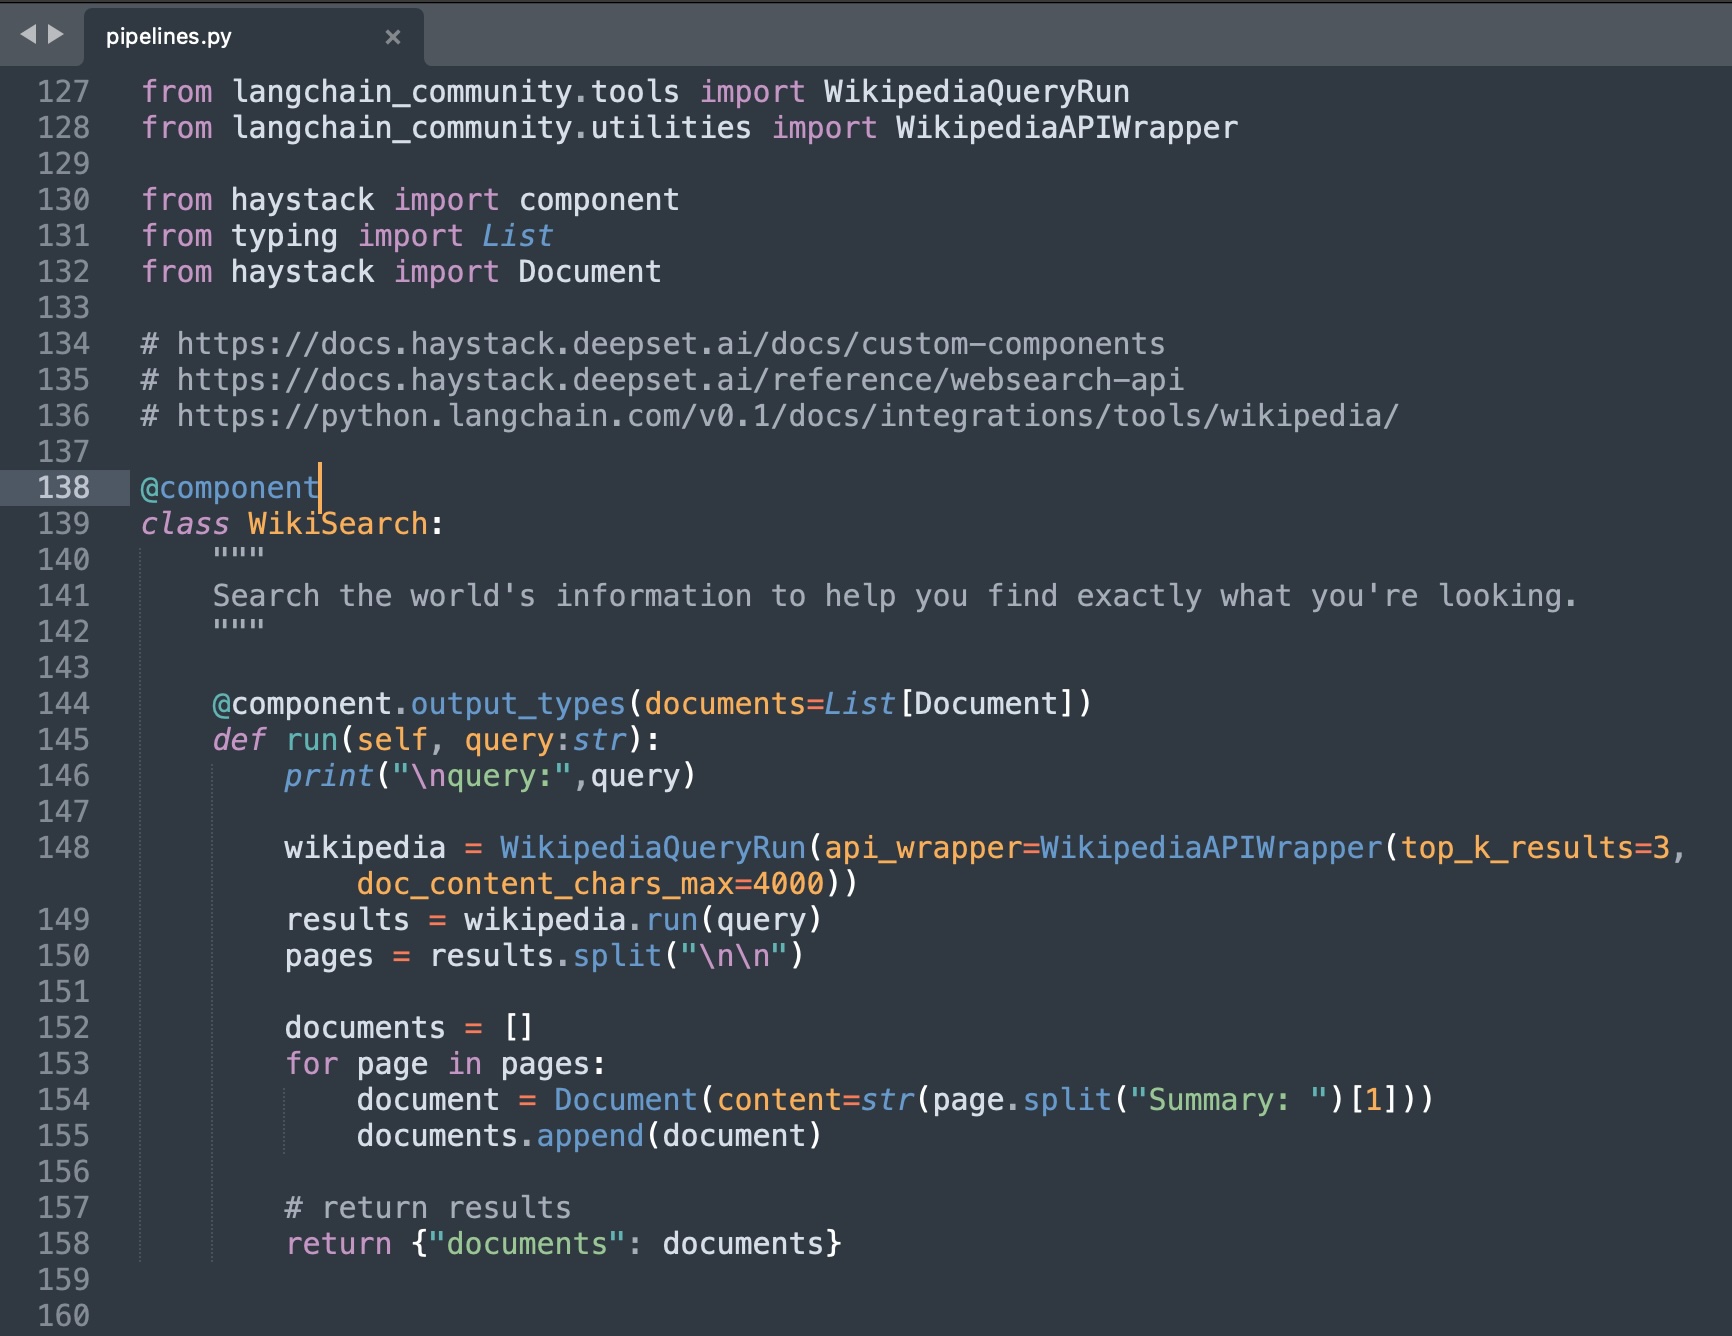 pipelines.py
127 from langchain_community.tools import WikipediaQueryRun
128 from langchain_community.utilities import WikipediaAPIWrapper
129
130 from haystack import component
131 from typing import List
132 from haystack import Document
133
134 # https://docs.haystack.deepset.ai/docs/custom-components
135 # https://docs.haystack.deepset.ai/reference/websearch-api
136 # https://python.langchain.com/v0.1/docs/integrations/tools/wikipedia/
137
138 @component
139 class WikiSearch:
140     """
141     Search the world's information to help you find exactly what you're looking.
142     """
143
144     @component.output_types(documents=List[Document])
145     def run(self, query:str):
146         print("\nquery:",query)
147
148         wikipedia = WikipediaQueryRun(api_wrapper=WikipediaAPIWrapper(top_k_results=3,
            doc_content_chars_max=4000))
149         results = wikipedia.run(query)
150         pages = results.split("\n\n")
151
152         documents = []
153         for page in pages:
154             document = Document(content=str(page.split("Summary: ")[1]))
155             documents.append(document)
156
157         # return results
158         return {"documents": documents}
159
160